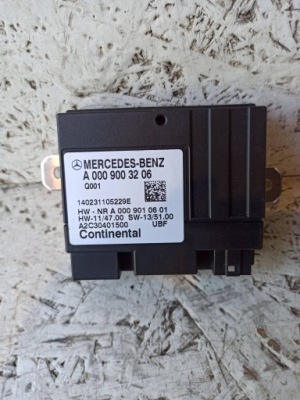 MERCEDES-BENZ
A 000 900 32 06
Q001
140231105229E
HW - NR A 000 901 06 01
HW-11/47.00 SW-13/51.00
A2C30401500 UBF
Continental